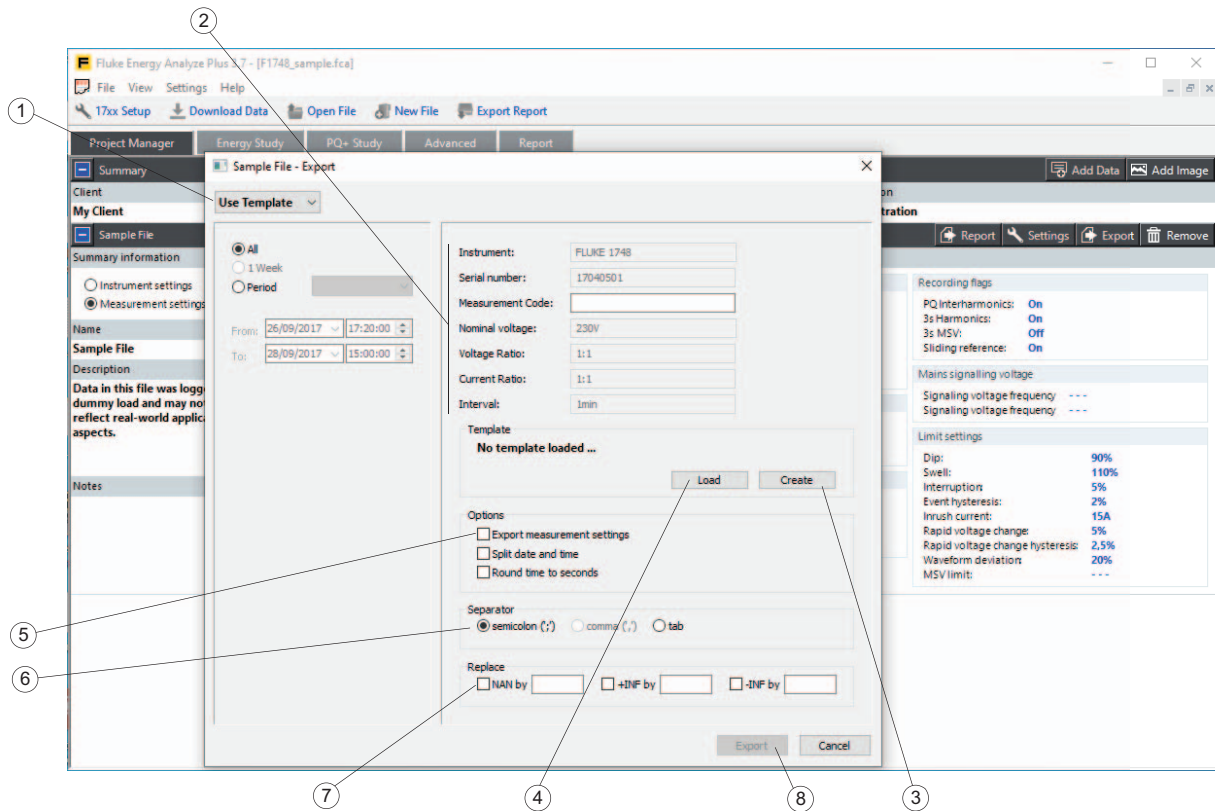 2
Fluke Energy Analyze Plus 3.7 - [F1748_sample.fca]
File View Settings Help
1
17xx Setup Download Data Open File New File Export Report
Project Manager Energy Study PQ+ Study Advanced Report
Summary Add Data Add Image
Sample File - Export
Client
My Client
Use Template
Sample File
Report Settings Export Remove
Summary information
Instrument settings
Measurement settings
Name
Sample File
Description
Data in this file was logg
dummy load and may no
reflect real-world applica
aspects.
Notes
All
1 Week
Period
From: 26/09/2017 17:20:00
To: 28/09/2017 15:00:00
Instrument: FLUKE 1748
Serial number: 17040501
Measurement Code:
Nominal voltage: 230V
Voltage Ratio: 1:1
Current Ratio: 1:1
Interval: 1min
Template
No template loaded ...
Load Create
Options
Export measurement settings
Split date and time
Round time to seconds
Separator
semicolon (';') comma (',') tab
Replace
NAN by +INF by -INF by
Export Cancel
on
tration
Recording flags
PQ Interharmonics: On
3s Harmonics: On
3s MSV: Off
Sliding reference: On
Mains signalling voltage
Signaling voltage frequency ---
Signaling voltage frequency ---
Limit settings
Dip: 90%
Swell: 110%
Interruption: 5%
Event hysteresis: 2%
Inrush current: 15A
Rapid voltage change: 5%
Rapid voltage change hysteresis: 2,5%
Waveform deviation: 20%
MSV limit: ---
5
6
7
4
8
3